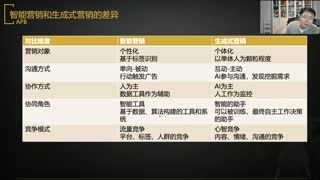 智能营销和生成式营销的差异
APB
对比维度 智能营销 生成式营销
营销对象 个性化 个体化
基于标签识别 以单体人为颗粒程度
沟通方式 单向-被动 互动-主动
行动触发广告 AI参与沟通，发现挖掘需求
协作方式 人为主 AI为主
数据工作作为辅助 人工作为监控
协同角色 智能工具 智能的助手
基于数据、算法构建的工具和系统 可以被训练，最终自主工作决策的助手
竞争模式 流量竞争 心智竞争
平台、标签、人群的竞争 内容、情绪、沟通的竞争